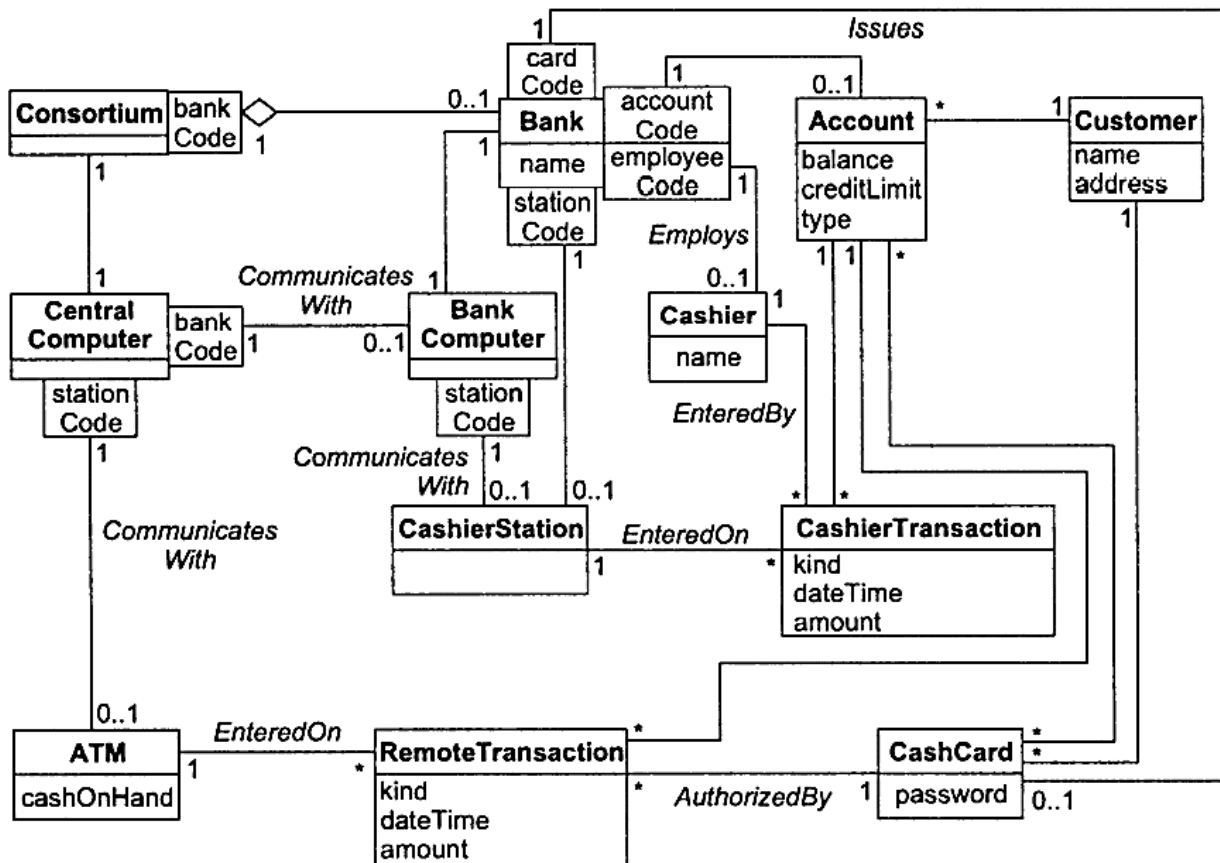 1
Issues
card
Code
1
0..1
Consortium
bank
Code
1
0..1
Bank
name
account
Code
employee
Code
station
Code
1
1
1
Account
balance
creditLimit
type
*
1
Customer
name
address
1
1
Employs
0..1
1
1
1
*
1
Central
Computer
bank
Code
1
Communicates
With
0..1
1
Bank
Computer
Cashier
name
1
station
Code
1
station
Code
1
EnteredBy
Communicates
With
0..1
0..1
*
*
Communicates
With
CashierStation
1
EnteredOn
*
CashierTransaction
kind
dateTime
amount
0..1
ATM
cashOnHand
1
EnteredOn
*
RemoteTransaction
kind
dateTime
amount
*
*
AuthorizedBy
1
CashCard
password
*
*
0..1